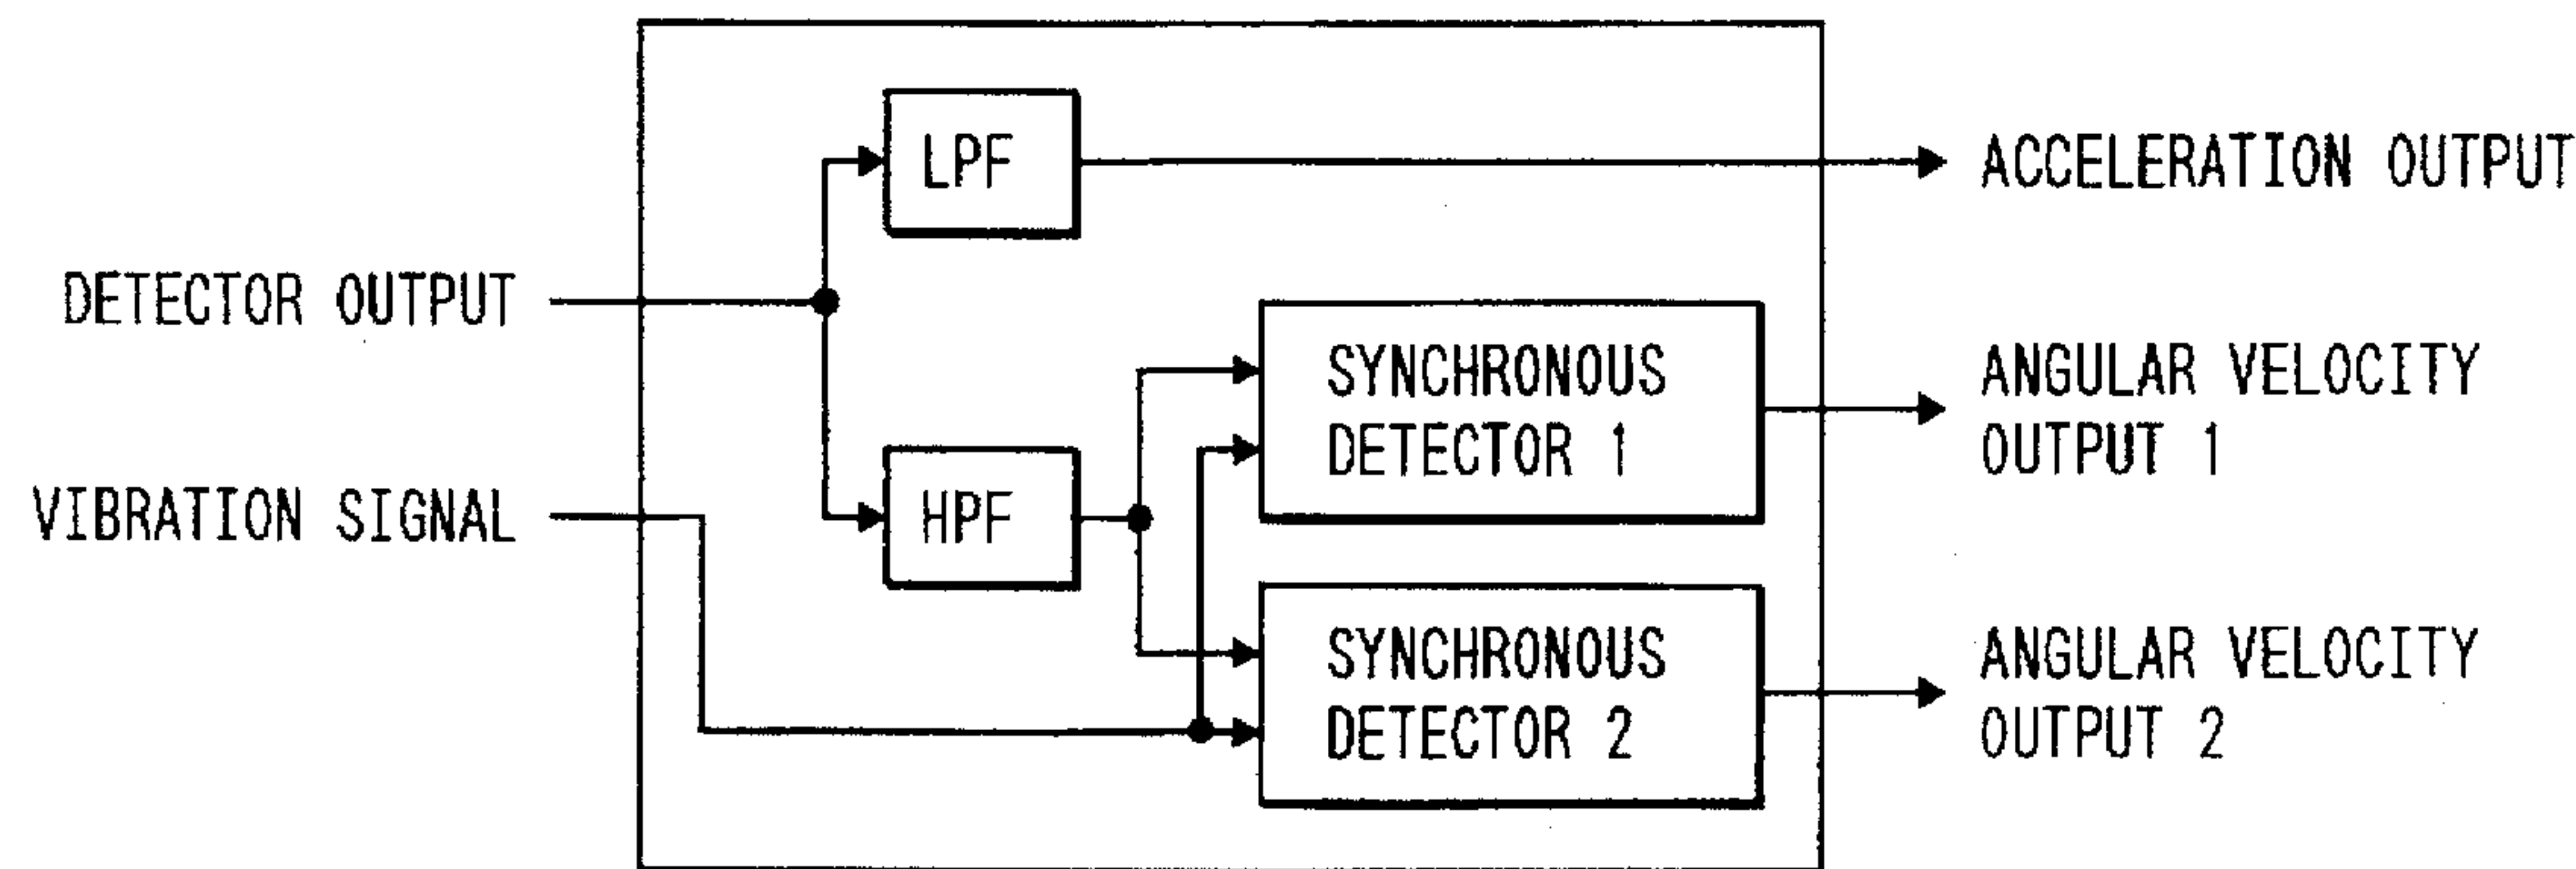 LPF
ACCELERATION OUTPUT
DETECTOR OUTPUT
SYNCHRONOUS
DETECTOR 1
ANGULAR VELOCITY
OUTPUT 1
VIBRATION SIGNAL
HPF
SYNCHRONOUS
DETECTOR 2
ANGULAR VELOCITY
OUTPUT 2